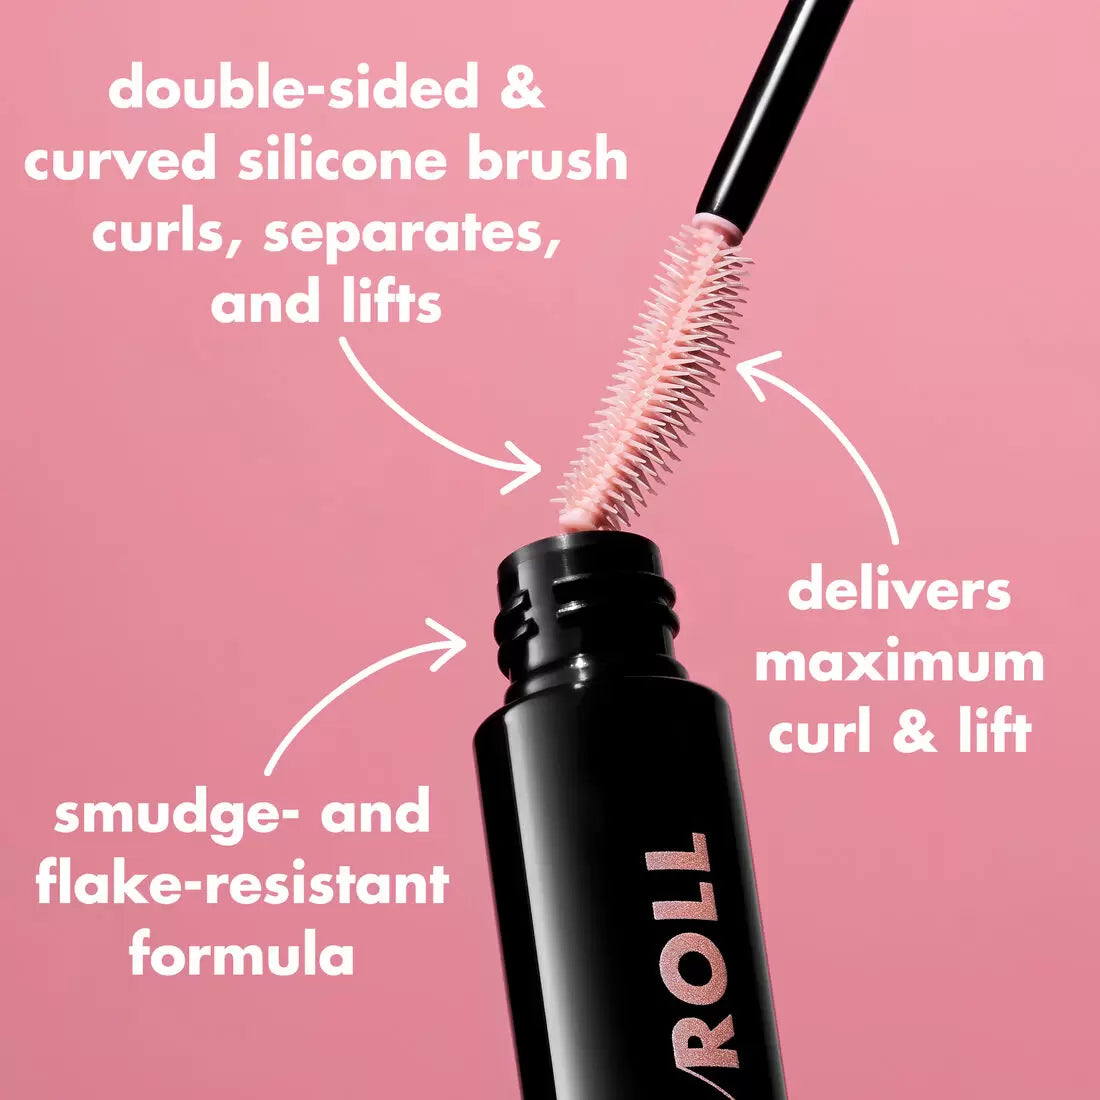 double-sided &
curved silicone brush
curls, separates,
and lifts
delivers
maximum
curl & lift
smudge- and
flake-resistant
formula
ROLL